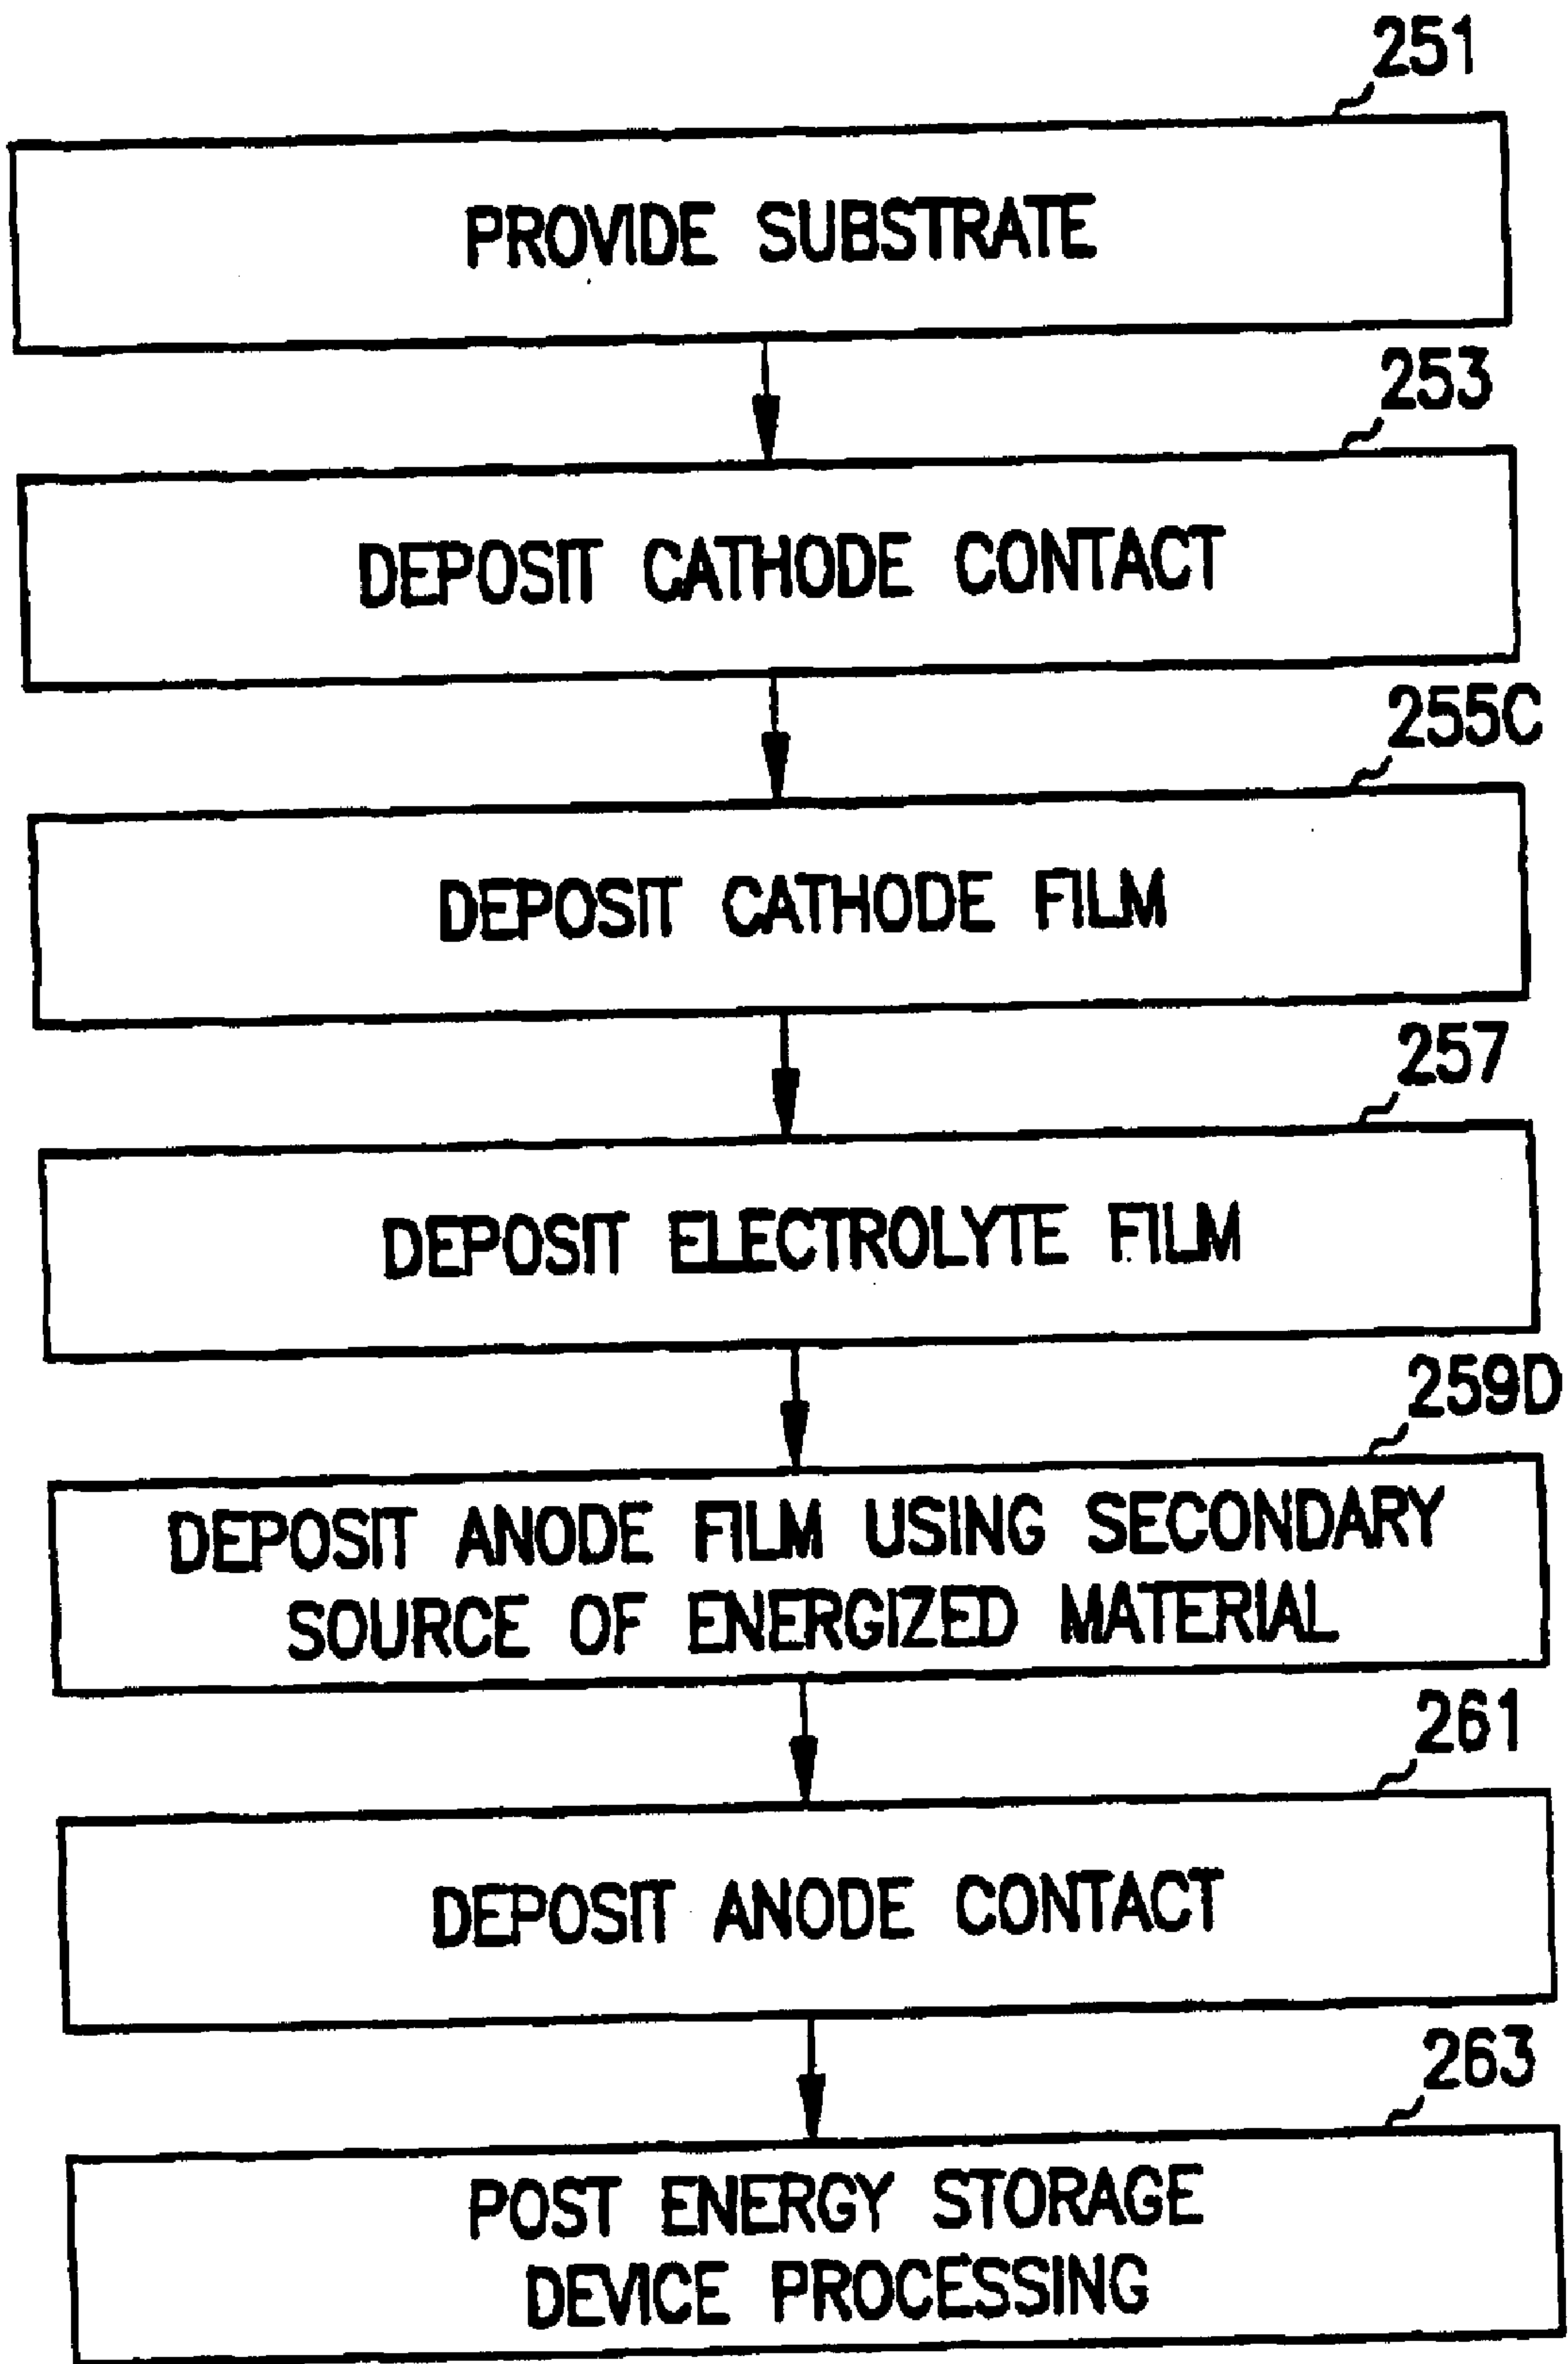 251
PROVIDE SUBSTRATE
253
DEPOSIT CATHODE CONTACT
255C
DEPOSIT CATHODE FILM
257
DEPOSIT ELECTROLYTE FILM
259D
DEPOSIT ANODE FILM USING SECONDARY
SOURCE OF ENERGIZED MATERIAL
261
DEPOSIT ANODE CONTACT
263
POST ENERGY STORAGE
DEVICE PROCESSING